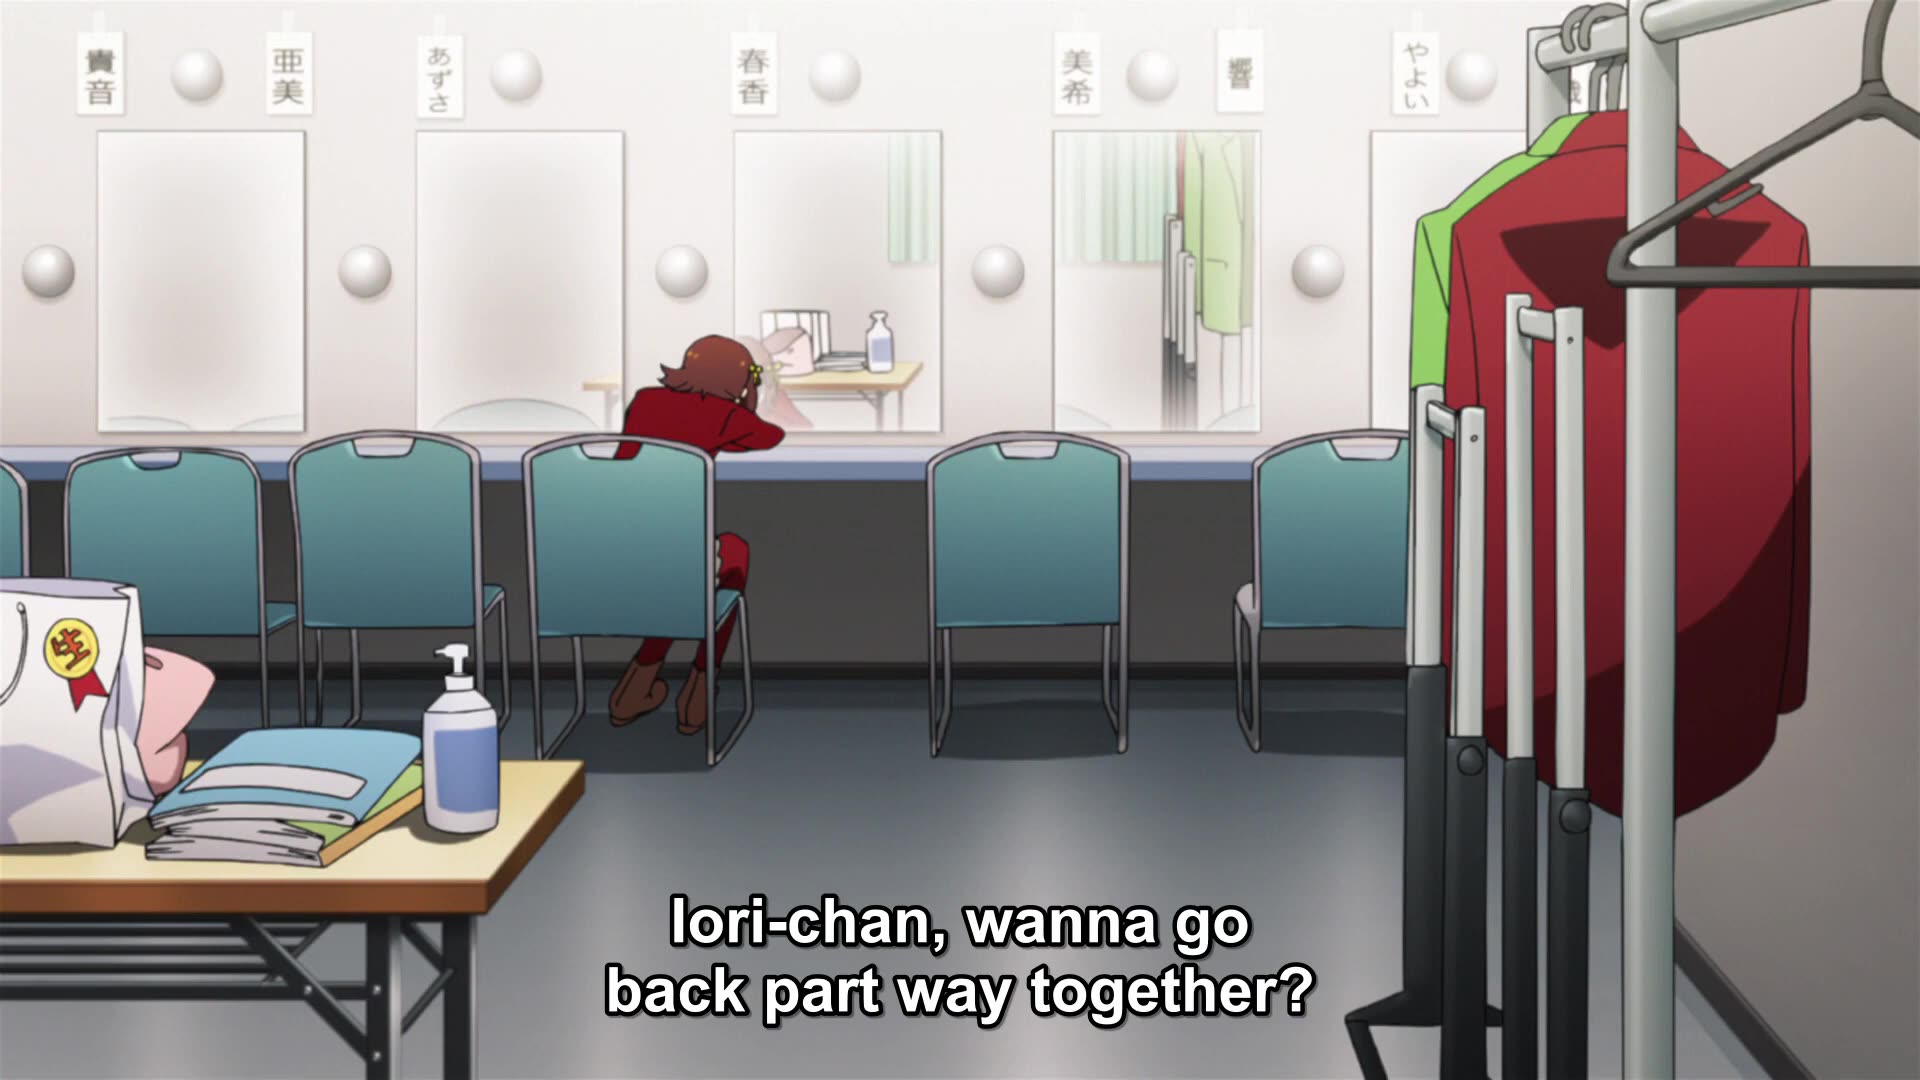 貴音
亜美
あずさ
春香
美希
響
やよい
生
Iori-chan, wanna go
back part way together?